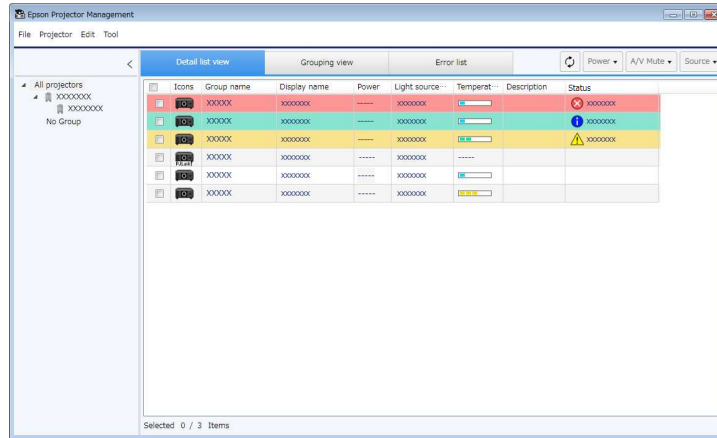 Epson Projector Management
File Projector Edit Tool
< Detail list view Grouping view Error list Power A/V Mute Source
All projectors
XXXXXXX
XXXXXXX
No Group
Icons Group name Display name Power Light source··· Temperat··· Description Status
XXXXX xxxxxxx ----- xxxxxxx xxxxxxx
XXXXX xxxxxxx ----- xxxxxxx xxxxxxx
XXXXX xxxxxxx ----- xxxxxxx xxxxxxx
PJLink XXXXX xxxxxxx ----- xxxxxxx -----
XXXXX xxxxxxx ----- xxxxxxx
XXXXX xxxxxxx ----- xxxxxxx
Selected 0 / 3 Items